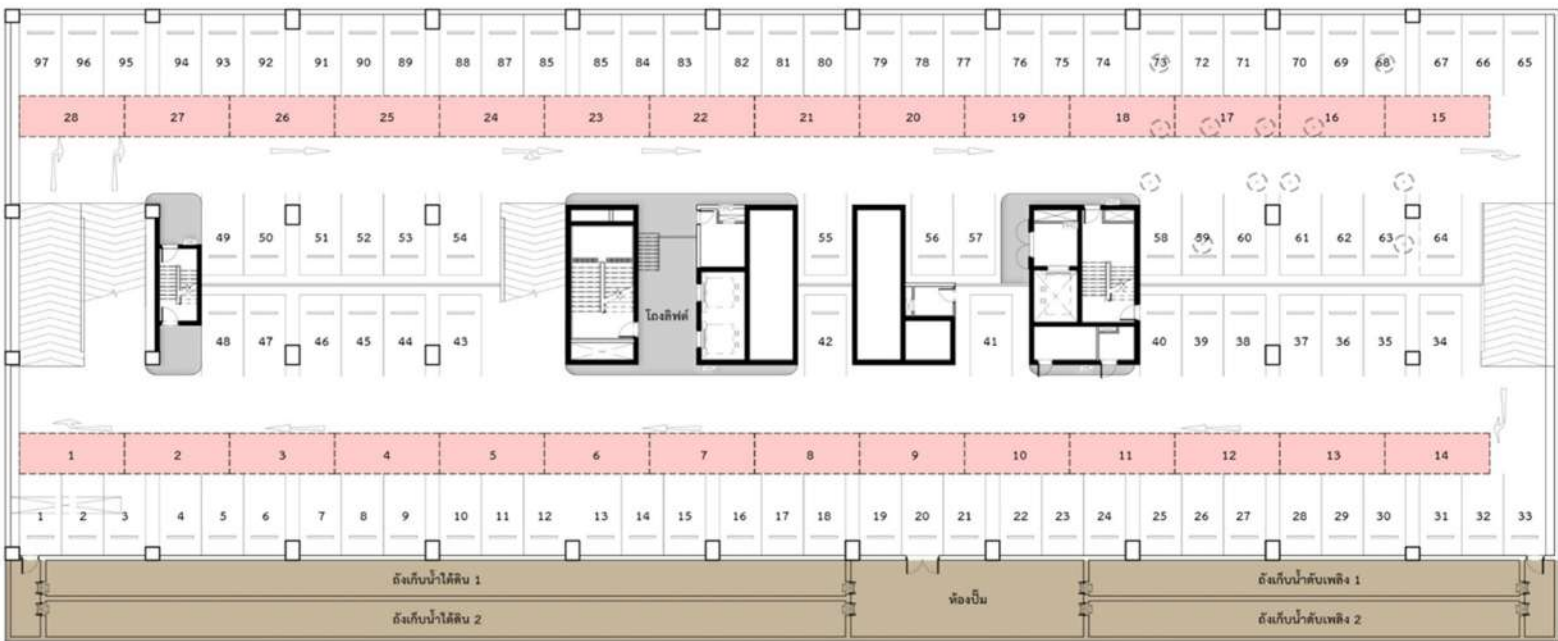 97 96 95 94 93 92 91 90 89 88 87 85 85 84 83 82 81 80 79 78 77 76 75 74 73 72 71 70 69 68 67 66 65
28 27 26 25 24 23 22 21 20 19 18 17 16 15
49 50 51 52 53 54 55 56 57 58 59 60 61 62 63 64
โถงลิฟต์
48 47 46 45 44 43 42 41 40 39 38 37 36 35 34
1 2 3 4 5 6 7 8 9 10 11 12 13 14
1 2 3 4 5 6 7 8 9 10 11 12 13 14 15 16 17 18 19 20 21 22 23 24 25 26 27 28 29 30 31 32 33
ถังเก็บน้ำใต้ดิน 1
ถังเก็บน้ำดับเพลิง 1
ห้องปั๊ม
ถังเก็บน้ำใต้ดิน 2
ถังเก็บน้ำดับเพลิง 2